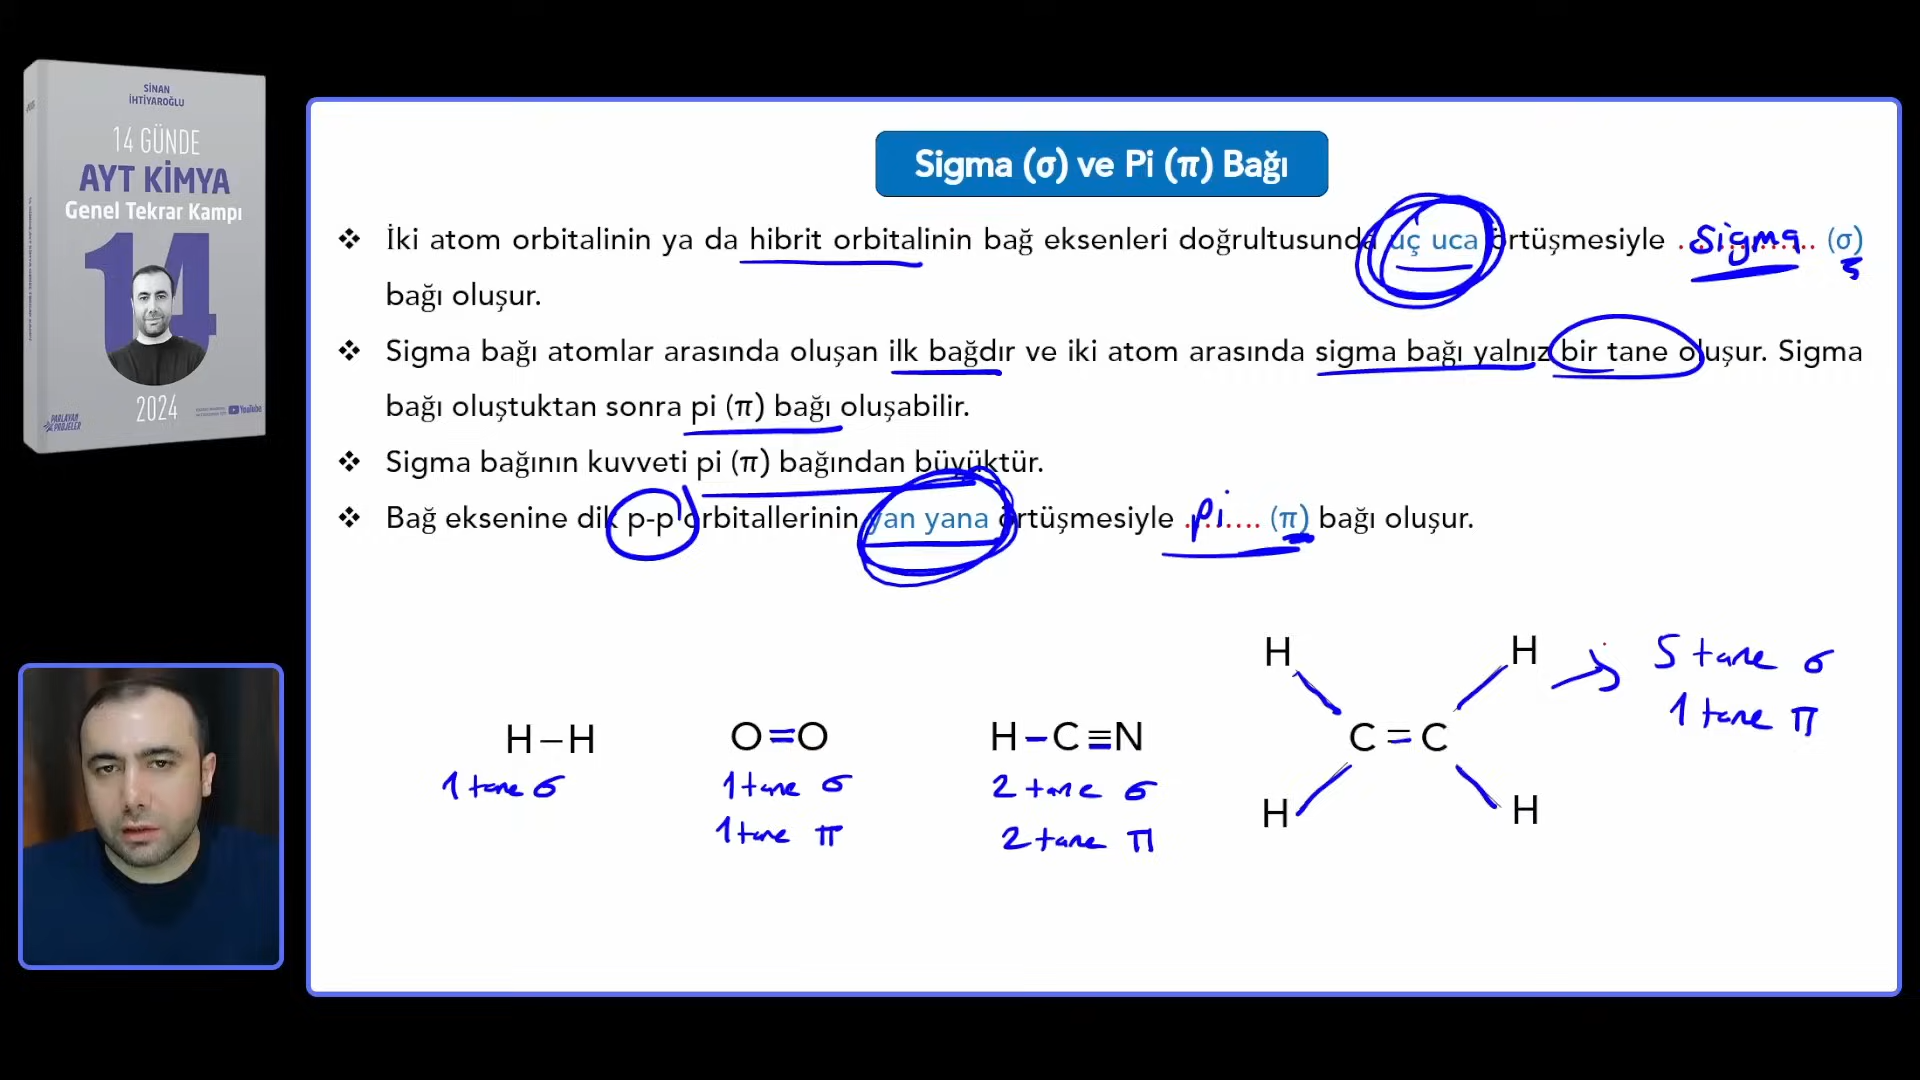 SİNAN
İHTİYAROĞLU
14 GÜNDE
AYT KİMYA
Genel Tekrar Kampı
14
2024
PARLAYAN
PROJELER
YouTube
Sigma (σ) ve Pi (π) Bağı
❖ İki atom orbitalinin ya da hibrit orbitalinin bağ eksenleri doğrultusunda uç uca örtüşmesiyle sigma (σ)
bağı oluşur.
❖ Sigma bağı atomlar arasında oluşan ilk bağdır ve iki atom arasında sigma bağı yalnız bir tane oluşur. Sigma
bağı oluştuktan sonra pi (π) bağı oluşabilir.
❖ Sigma bağının kuvveti pi (π) bağından büyüktür.
❖ Bağ eksenine dik p-p orbitallerinin yan yana örtüşmesiyle pi (π) bağı oluşur.
H–H
1 tane σ
O=O
1 tane σ
1 tane π
H–C≡N
2 tane σ
2 tane π
H H
C=C
H H
5 tane σ
1 tane π